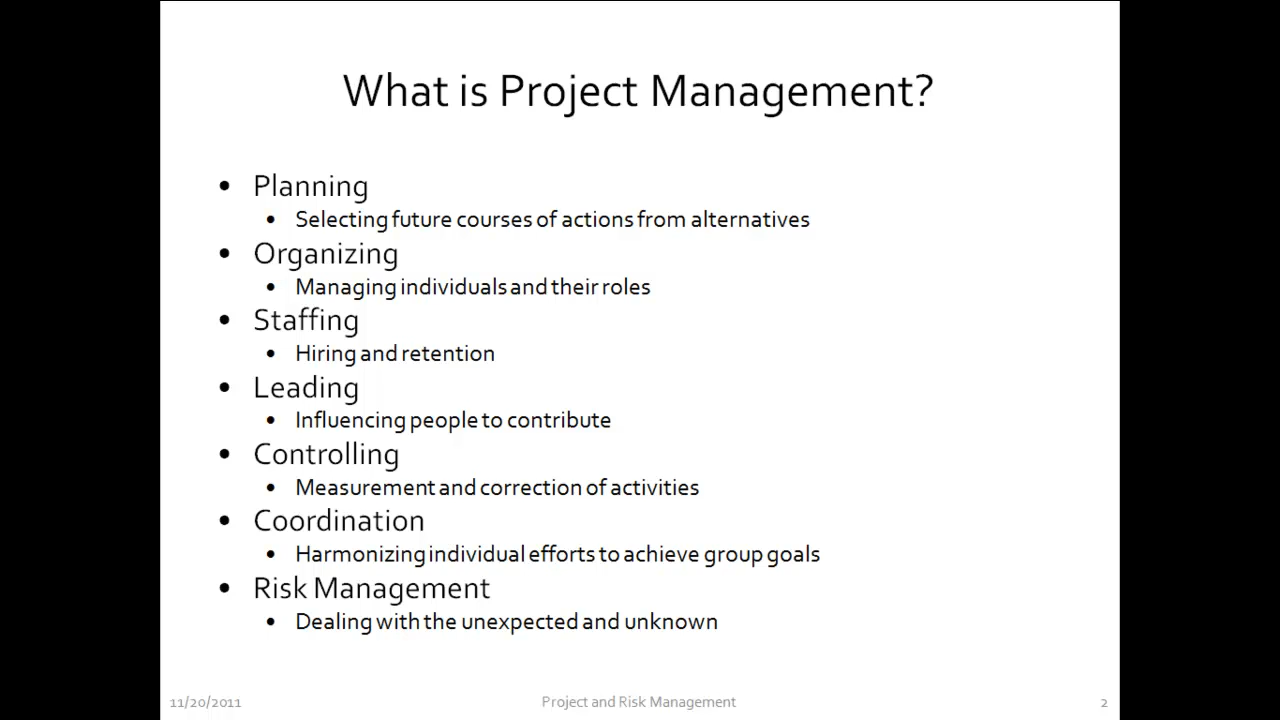 What is Project Management?
• Planning
• Selecting future courses of actions from alternatives
• Organizing
• Managing individuals and their roles
• Staffing
• Hiring and retention
• Leading
• Influencing people to contribute
• Controlling
• Measurement and correction of activities
• Coordination
• Harmonizing individual efforts to achieve group goals
• Risk Management
• Dealing with the unexpected and unknown
11/20/2011 Project and Risk Management 2